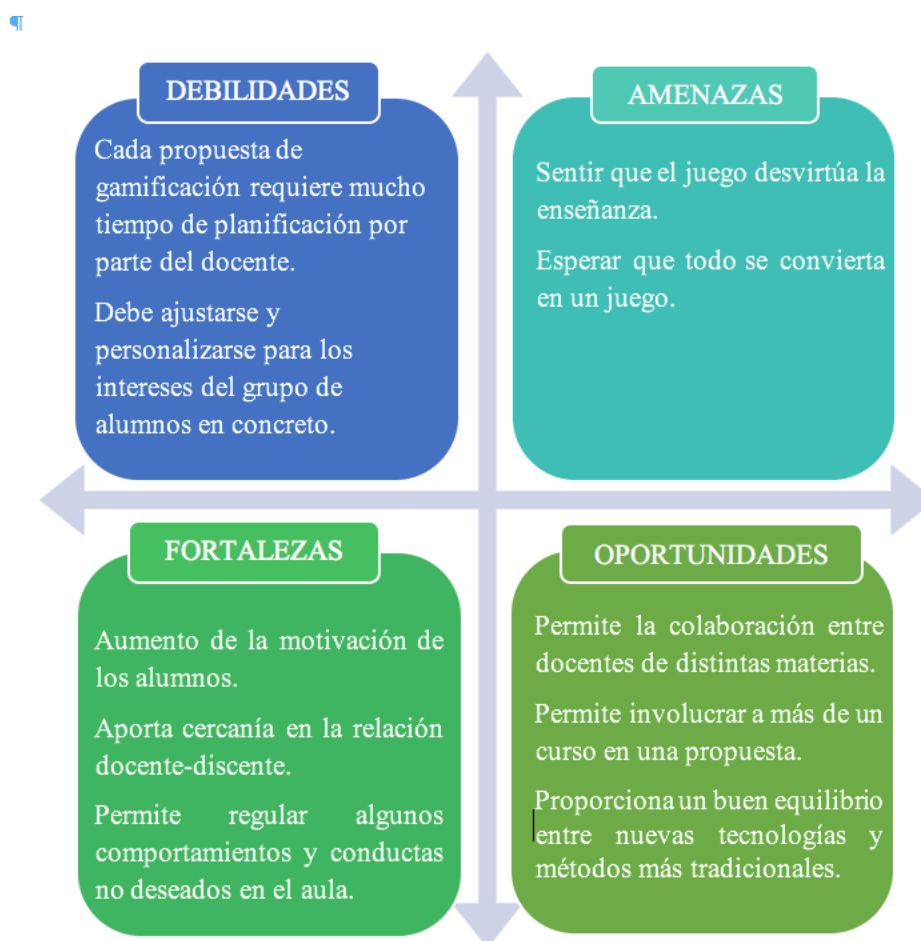 ¶
DEBILIDADES
Cada propuesta de
gamificación requiere mucho
tiempo de planificación por
parte del docente.
Debe ajustarse y
personalizarse para los
intereses del grupo de
alumnos en concreto.
AMENAZAS
Sentir que el juego desvirtúa la
enseñanza.
Esperar que todo se convierta
en un juego.
FORTALEZAS
Aumento de la motivación de
los alumnos.
Aporta cercanía en la relación
docente-discente.
Permite regular algunos
comportamientos y conductas
no deseados en el aula.
OPORTUNIDADES
Permite la colaboración entre
docentes de distintas materias.
Permite involucrar a más de un
curso en una propuesta.
Proporciona un buen equilibrio
entre nuevas tecnologías y
métodos más tradicionales.